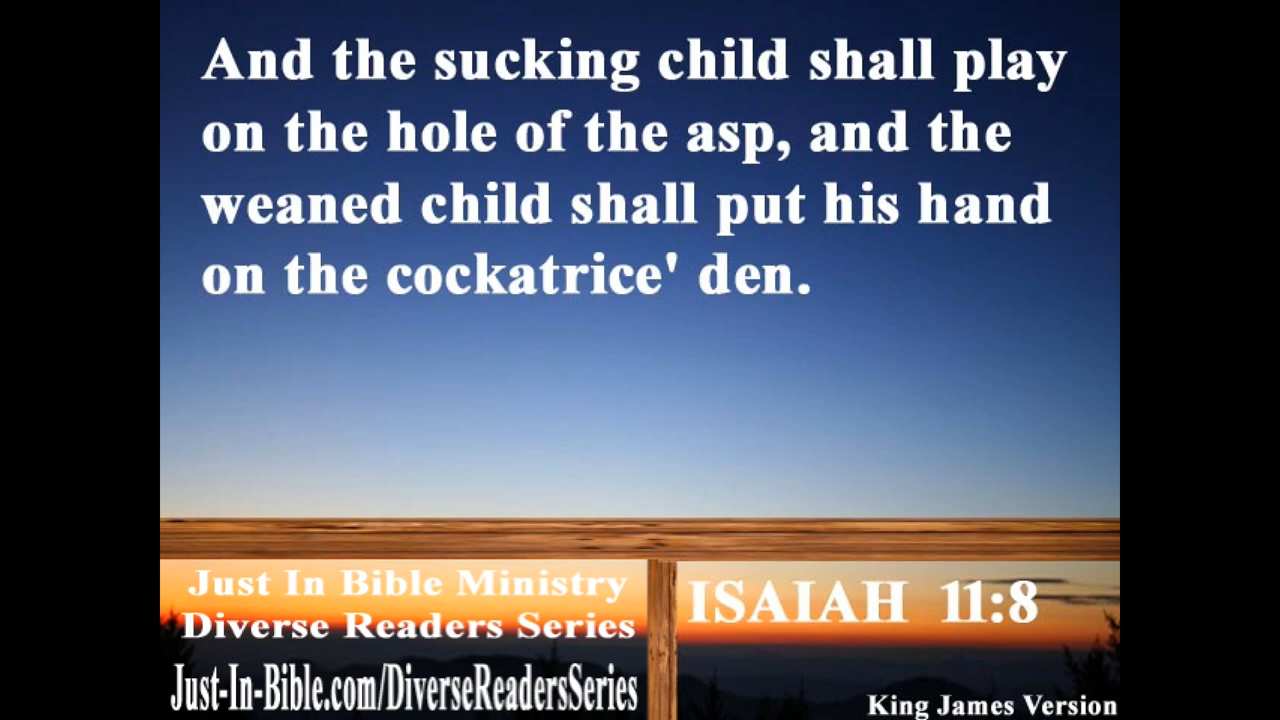 And the sucking child shall play
on the hole of the asp, and the
weaned child shall put his hand
on the cockatrice' den.
Just In Bible Ministry
Diverse Readers Series
Just-In-Bible.com/DiverseReadersSeries
ISAIAH 11:8
King James Version